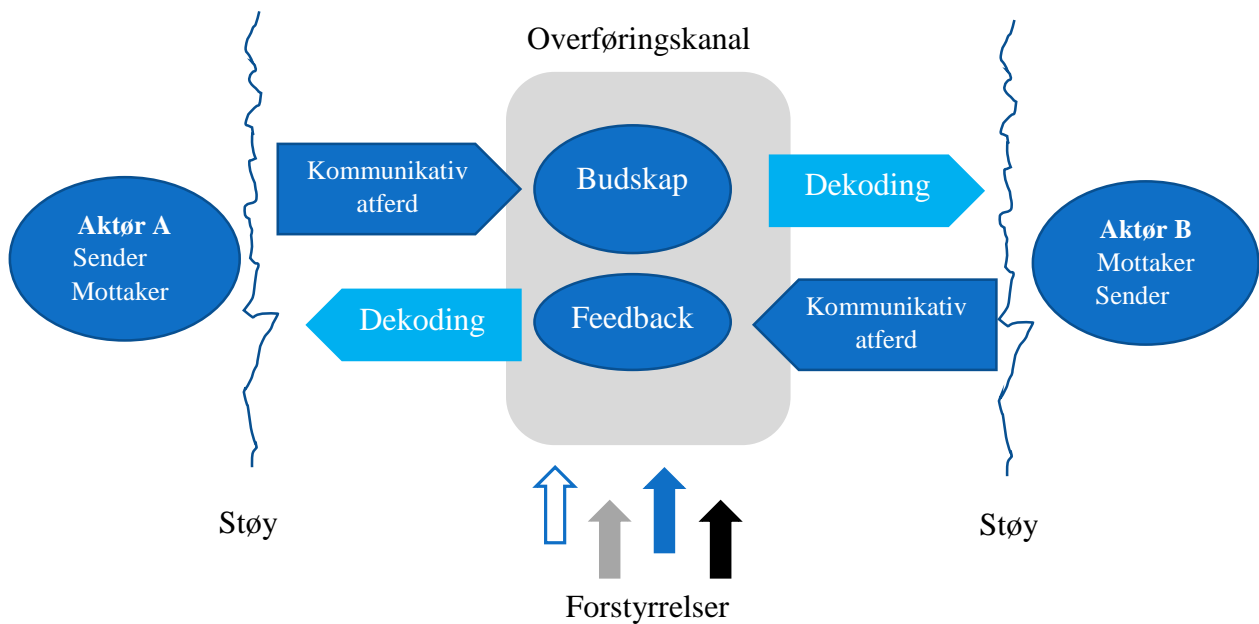 Overføringskanal
Kommunikativ
atferd
Budskap
Dekoding
Aktør A
Sender
Mottaker
Aktør B
Mottaker
Sender
Dekoding
Feedback
Kommunikativ
atferd
Støy
Støy
Forstyrrelser